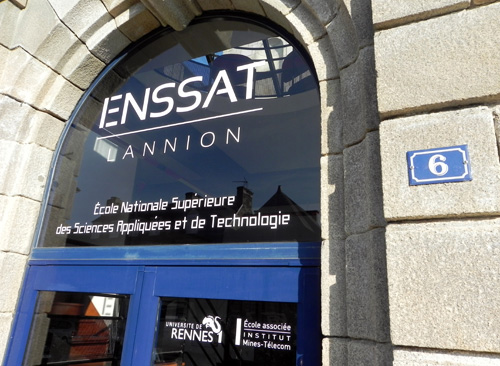 ENSSAT
LANNION
École Nationale Supérieure
des Sciences Appliquées et de Technologie
6
UNIVERSITÉ DE
RENNES 1
École associée
INSTITUT
Mines-Télécom